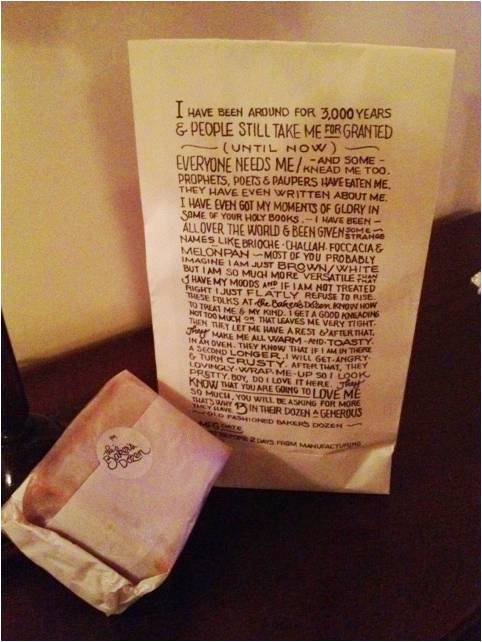 I HAVE BEEN AROUND FOR 3,000 YEARS
& PEOPLE STILL TAKE ME FOR GRANTED
(UNTIL NOW)
EVERYONE NEEDS ME/ - AND SOME - KNEAD ME TOO.
PROPHETS, POETS & PAUPERS HAVE EATEN ME.
THEY HAVE EVEN WRITTEN ABOUT ME.
I HAVE EVEN GOT MY MOMENTS OF GLORY IN
SOME OF YOUR HOLY BOOKS. - I HAVE BEEN -
ALL OVER THE WORLD & BEEN GIVEN SOME STRANGE
NAMES LIKE BRIOCHE · CHALLAH. FOCCACIA &
MELONPAN - MOST OF YOU PROBABLY
IMAGINE I AM JUST BROWN/WHITE
BUT I AM SO MUCH MORE VERSATILE THAN THAT
I HAVE MY MOODS AND IF I AM NOT TREATED
RIGHT I JUST FLATLY REFUSE TO RISE.
THESE FOLKS AT the Baker's Dozen KNOW HOW
TO TREAT ME & MY KIND. I GET A GOOD KNEADING
NOT TOO MUCH OR THAT LEAVES ME VERY TIGHT.
THEN THEY LET ME HAVE A REST & AFTER THAT,
They MAKE ME ALL WARM - AND - TOASTY.
IN AN OVEN. THEY KNOW THAT IF I AM IN THERE
A SECOND LONGER, I WILL GET - ANGRY.
& TURN CRUSTY. AFTER THAT, THEY
LOVINGLY - WRAP - ME - UP SO I LOOK
PRETTY. BOY, DO I LOVE IT HERE. They
KNOW THAT YOU ARE GOING TO LOVE ME
SO MUCH, YOU WILL BE ASKING FOR MORE
THAT'S WHY THEY HAVE 13 IN THEIR DOZEN A GENEROUS
OLD FASHIONED BAKER'S DOZEN
MFG DATE
BEFORE 2 DAYS FROM MANUFACTURING
the Baker's Dozen